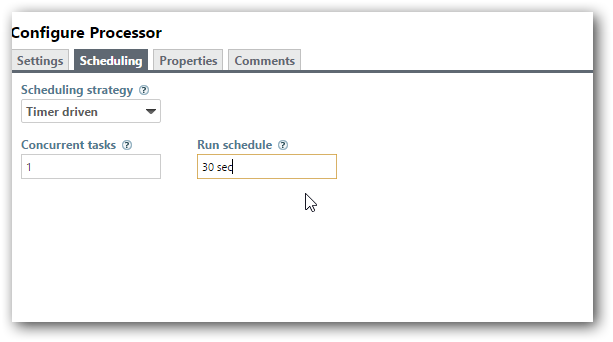 Configure Processor
Settings Scheduling Properties Comments
Scheduling strategy ?
Timer driven
Concurrent tasks ? Run schedule ?
1 30 sec